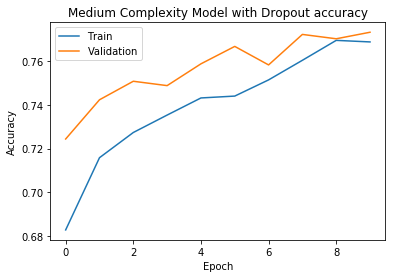 Medium Complexity Model with Dropout accuracy
Train
Validation
0.76
0.74
0.72
0.70
0.68
Accuracy
0 2 4 6 8
Epoch